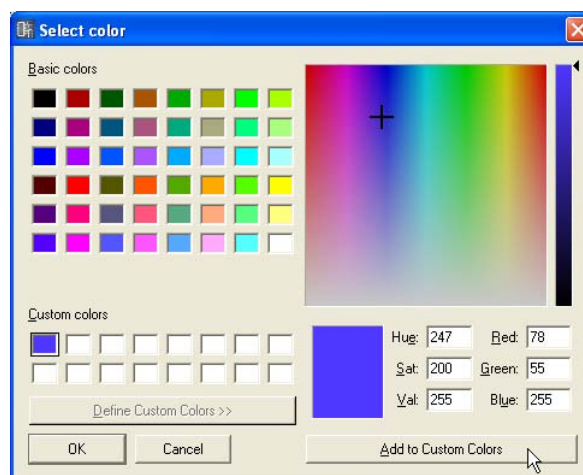 Select color
Basic colors
Custom colors
Hue: 247 Red: 78
Sat: 200 Green: 55
Val: 255 Blue: 255
Define Custom Colors >>
OK Cancel Add to Custom Colors